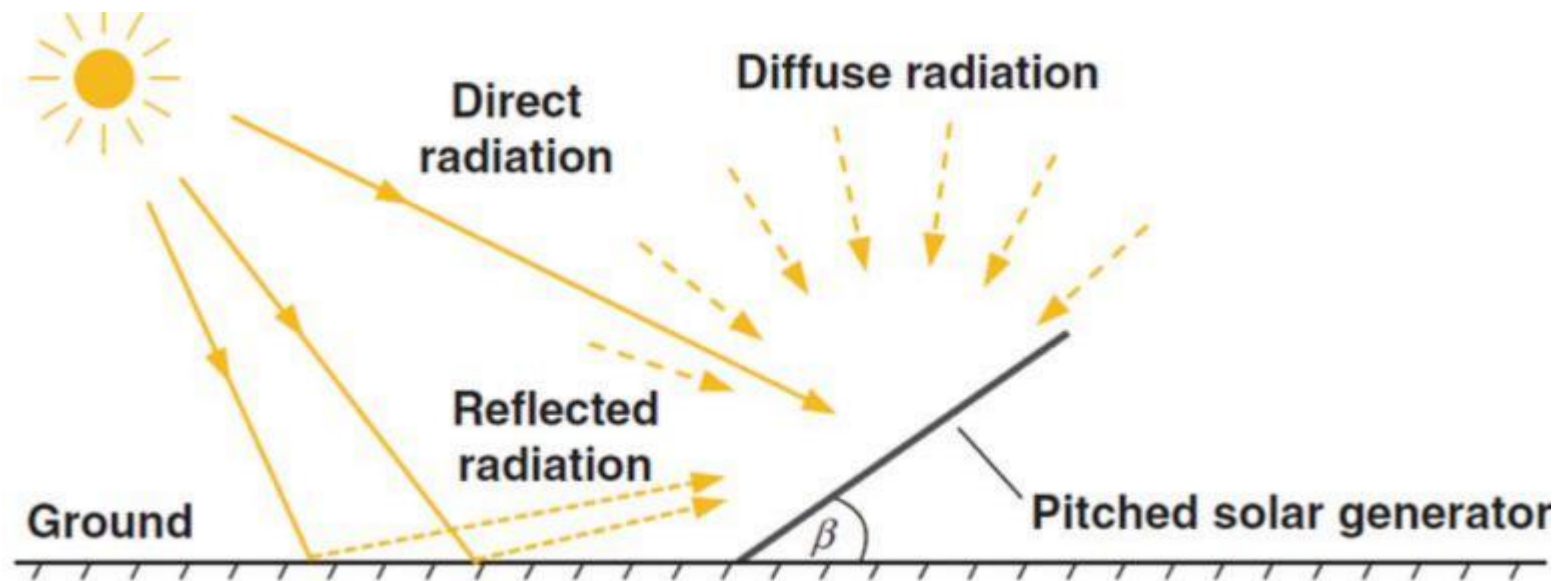 Direct
radiation
Diffuse radiation
Reflected
radiation
Ground
β
Pitched solar generator